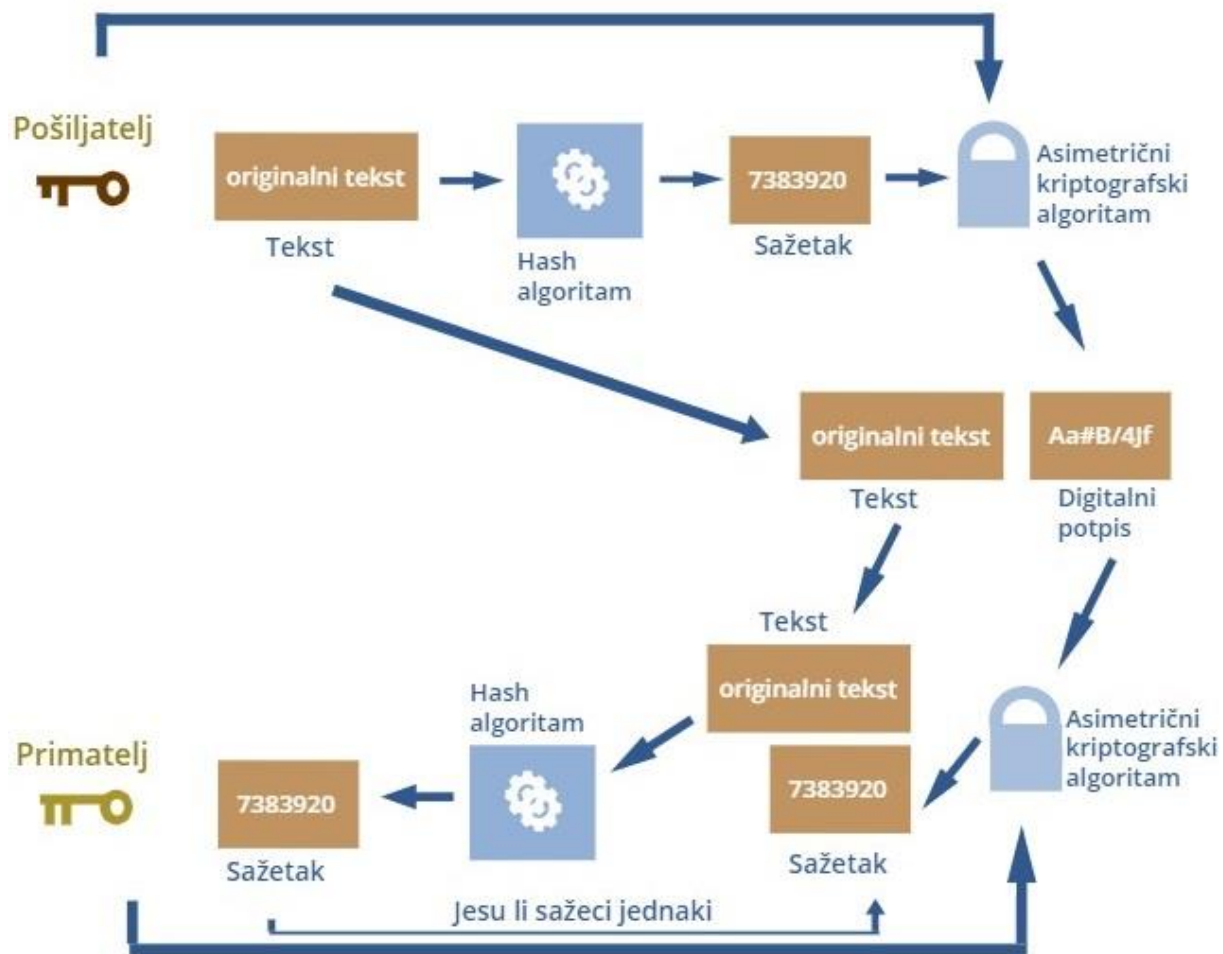 Pošiljatelj
originalni tekst
Tekst
Hash
algoritam
7383920
Sažetak
Asimetrični
kriptografski
algoritam
originalni tekst
Tekst
Aa#B/4Jf
Digitalni
potpis
Tekst
originalni tekst
Hash
algoritam
Asimetrični
kriptografski
algoritam
Primatelj
7383920
Sažetak
7383920
Sažetak
Jesu li sažeci jednaki